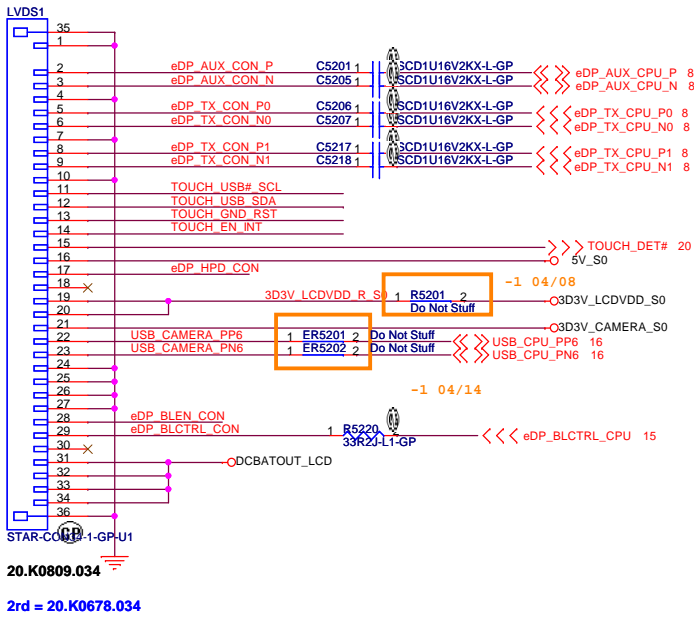 LVDS1
35
1
2 eDP_AUX_CON_P C5201 1 SCD1U16V2KX-L-GP eDP_AUX_CPU_P 8
3 eDP_AUX_CON_N C5205 1 SCD1U16V2KX-L-GP eDP_AUX_CPU_N 8
4
5 eDP_TX_CON_P0 C5206 1 SCD1U16V2KX-L-GP eDP_TX_CPU_P0 8
6 eDP_TX_CON_N0 C5207 1 SCD1U16V2KX-L-GP eDP_TX_CPU_N0 8
7
8 eDP_TX_CON_P1 C5217 1 SCD1U16V2KX-L-GP eDP_TX_CPU_P1 8
9 eDP_TX_CON_N1 C5218 1 SCD1U16V2KX-L-GP eDP_TX_CPU_N1 8
10
11 TOUCH_USB#_SCL
12 TOUCH_USB_SDA
13 TOUCH_GND_RST
14 TOUCH_EN_INT
15 TOUCH_DET# 20
16 5V_S0
17 eDP_HPD_CON
18
-1 04/08
19 3D3V_LCDVDD_R_S0 1 R5201 2 3D3V_LCDVDD_S0
Do Not Stuff
20
21 3D3V_CAMERA_S0
22 USB_CAMERA_PP6 1 ER5201 2 Do Not Stuff USB_CPU_PP6 16
23 USB_CAMERA_PN6 1 ER5202 2 Do Not Stuff USB_CPU_PN6 16
24
25
26
-1 04/14
27
28 eDP_BLEN_CON
29 eDP_BLCTRL_CON 1 R5220 eDP_BLCTRL_CPU 15
33R2J-L1-GP
30
31 DCBATOUT_LCD
32
33
34
36
GP
20.K0809.034
2rd = 20.K0678.034